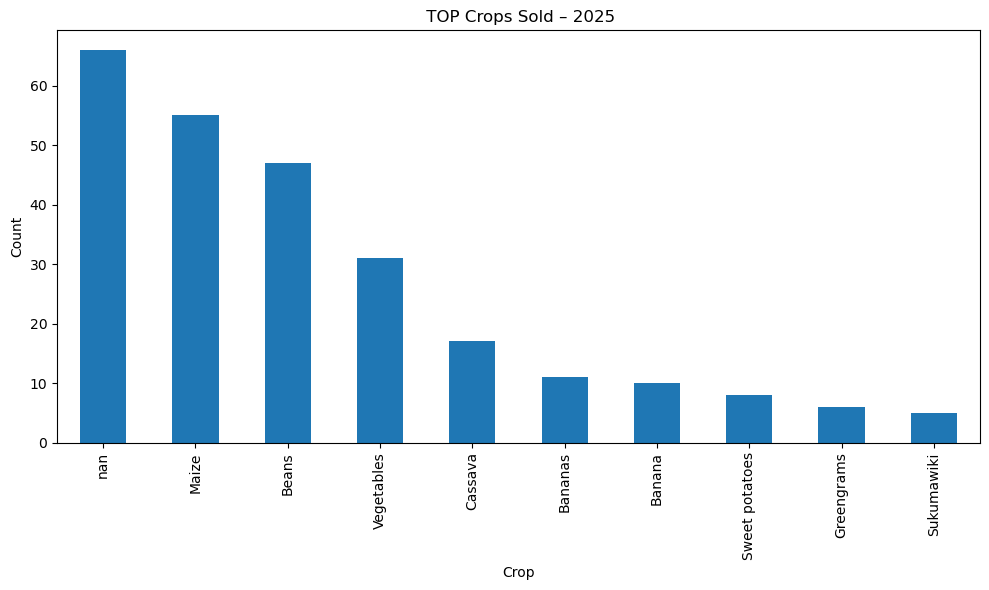 TOP Crops Sold – 2025
Count
60
50
40
30
20
10
0
nan
Maize
Beans
Vegetables
Cassava
Bananas
Banana
Sweet potatoes
Greengrams
Sukumawiki
Crop